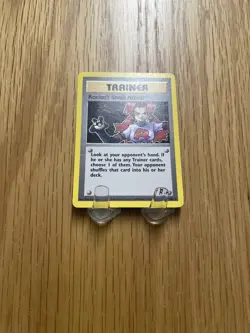 TRAINER
Rocket's Sneak Attack
Look at your opponent's hand. If
he or she has any Trainer cards,
choose 1 of them. Your opponent
shuffles that card into his or her
deck.